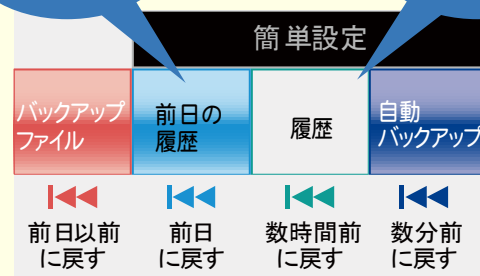 簡単設定
バックアップ
ファイル
前日の
履歴
履歴
自動
バックアップ
前日以前
に戻す
前日
に戻す
数時間前
に戻す
数分前
に戻す